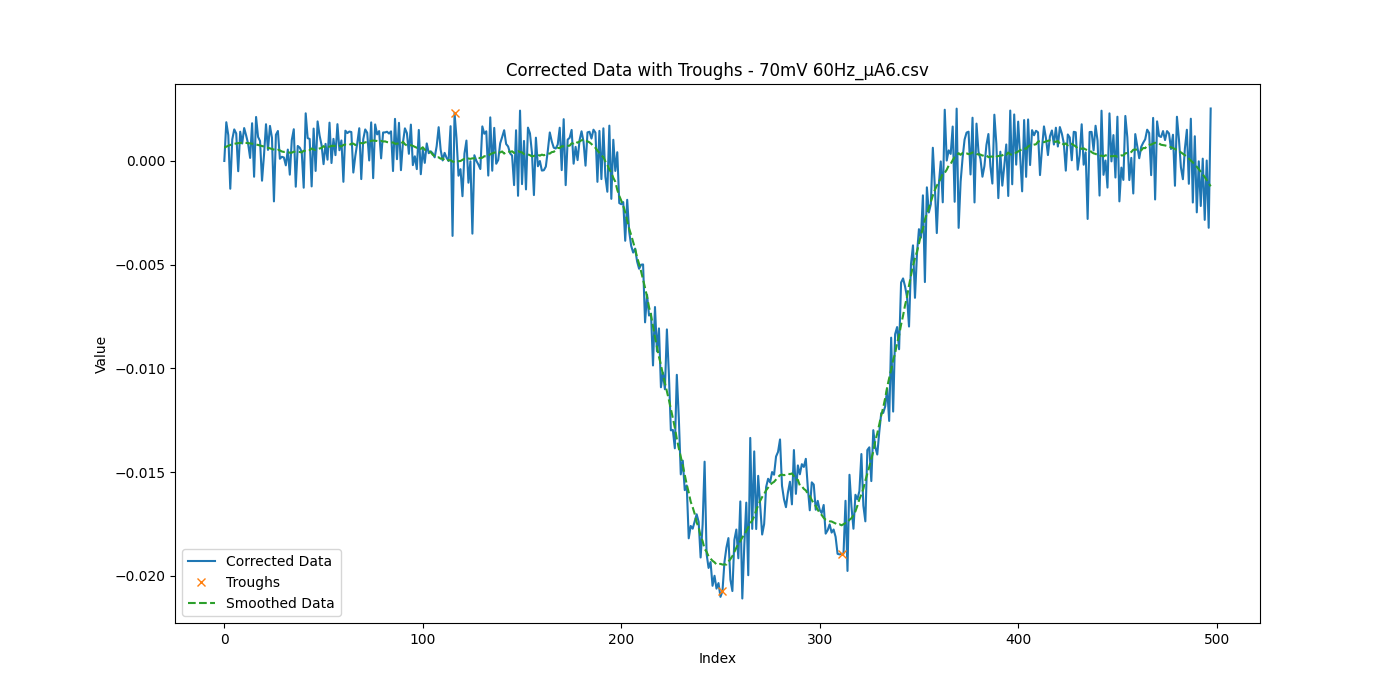 Corrected Data with Troughs - 70mV 60Hz_µA6.csv
Value
0.000
−0.005
−0.010
−0.015
−0.020
Corrected Data
Troughs
Smoothed Data
0 100 200 300 400 500
Index